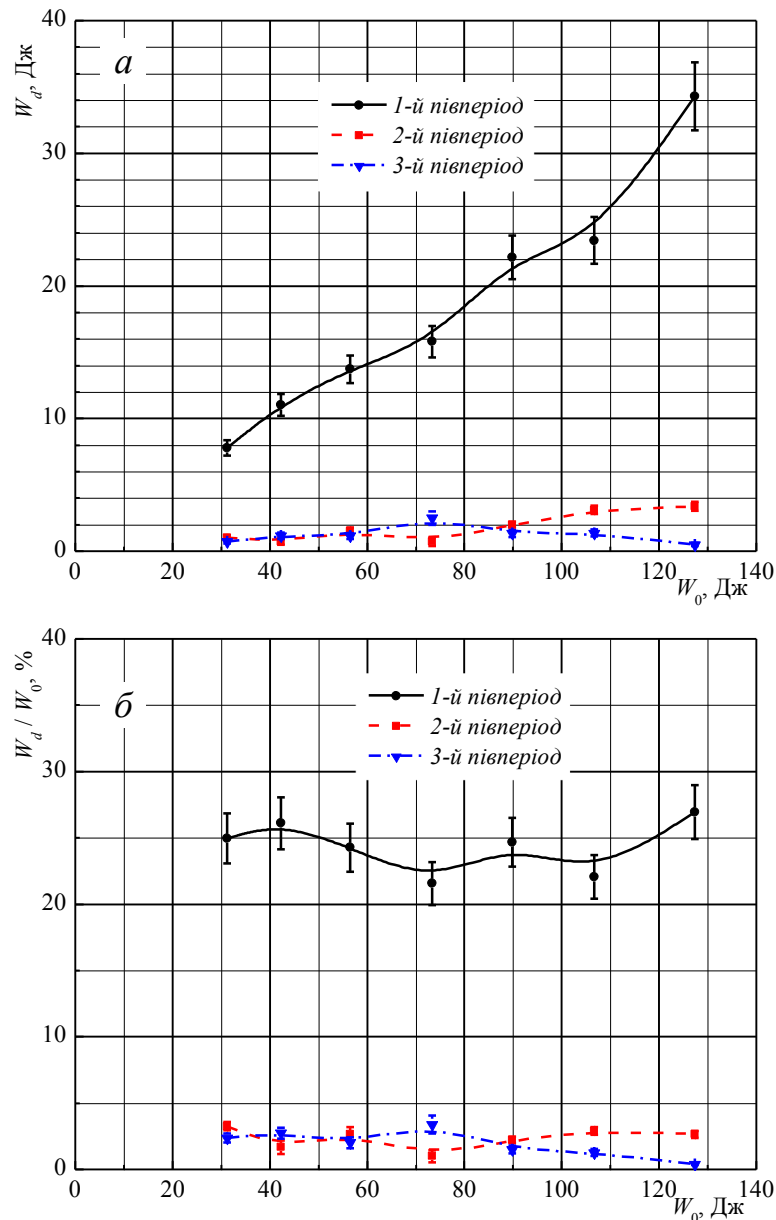 40
30
20
10
0
W_d, Дж
а
1-й півперіод
2-й півперіод
3-й півперіод
0 20 40 60 80 100 120 140
W_0, Дж
40
30
20
10
0
W_d / W_0, %
б
1-й півперіод
2-й півперіод
3-й півперіод
0 20 40 60 80 100 120 140
W_0, Дж